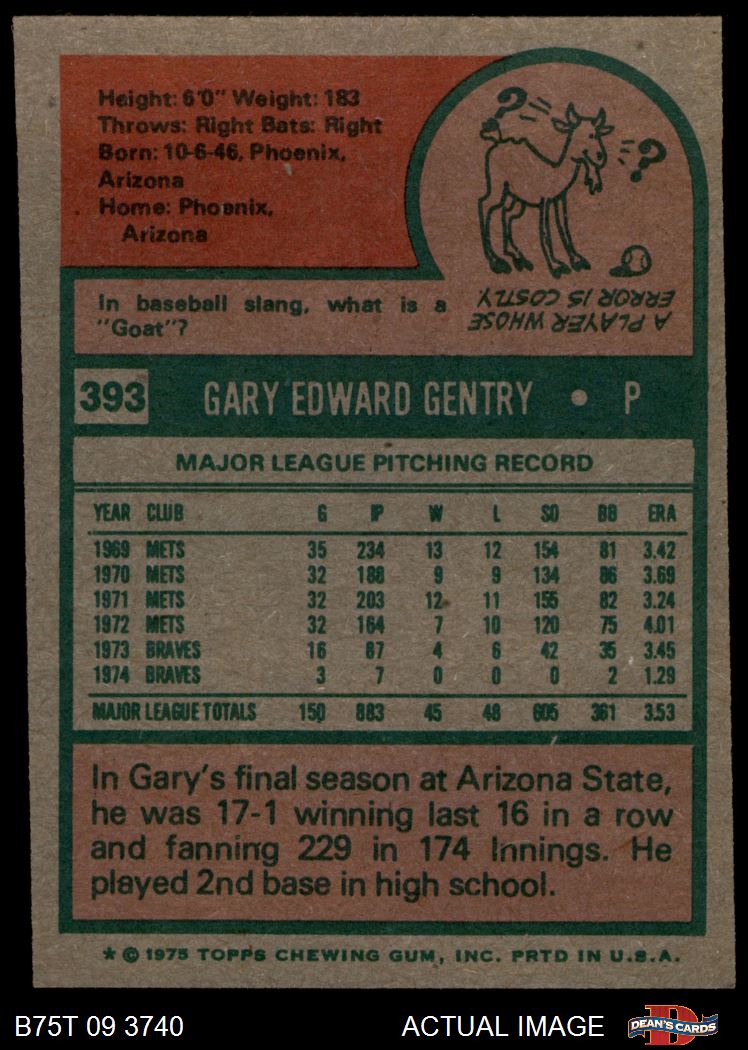 Height: 6'0" Weight: 183
Throws: Right Bats: Right
Born: 10-6-46, Phoenix,
Arizona
Home: Phoenix,
Arizona
? ?
In baseball slang, what is a
"Goat"?
A PLAYER WHOSE
ERROR IS COSTLY
393 GARY EDWARD GENTRY • P
MAJOR LEAGUE PITCHING RECORD
YEAR CLUB G IP W L SO BB ERA
1969 METS 35 234 13 12 154 81 3.42
1970 METS 32 188 9 9 134 86 3.69
1971 METS 32 203 12 11 155 82 3.24
1972 METS 32 164 7 10 120 75 4.01
1973 BRAVES 16 87 4 6 42 35 3.45
1974 BRAVES 3 7 0 0 0 2 1.29
MAJOR LEAGUE TOTALS 150 883 45 48 605 361 3.53
In Gary's final season at Arizona State,
he was 17-1 winning last 16 in a row
and fanning 229 in 174 Innings. He
played 2nd base in high school.
* © 1975 TOPPS CHEWING GUM, INC. PRTD IN U.S.A.
B75T 09 3740 ACTUAL IMAGE D DEAN'S CARDS